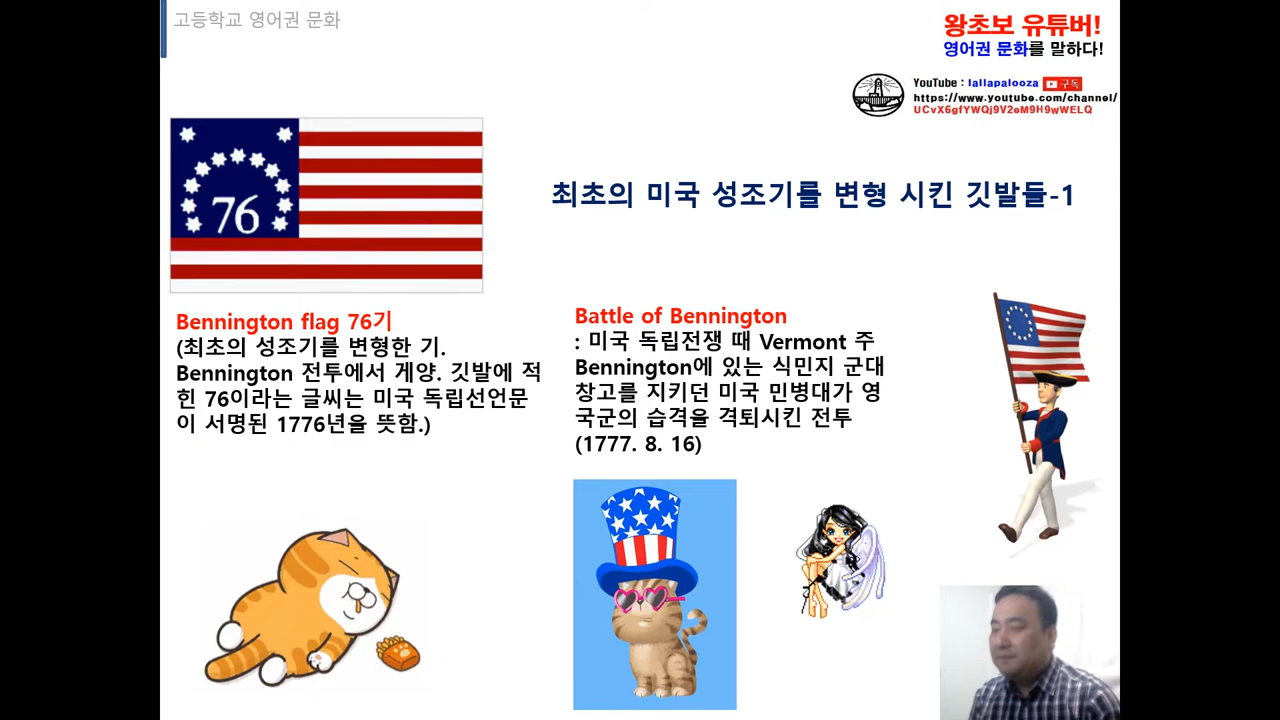 고등학교 영어권 문화
왕초보 유튜버!
영어권 문화를 말하다!
YouTube : lallapalooza 구독
https://www.youtube.com/channel/
UCvX6gfYWQj9V2eM9H9wWELQ
76
최초의 미국 성조기를 변형 시킨 깃발들-1
Bennington flag 76기
(최초의 성조기를 변형한 기.
Bennington 전투에서 게양. 깃발에 적
힌 76이라는 글씨는 미국 독립선언문
이 서명된 1776년을 뜻함.)
Battle of Bennington
: 미국 독립전쟁 때 Vermont 주
Bennington에 있는 식민지 군대
창고를 지키던 미국 민병대가 영
국군의 습격을 격퇴시킨 전투
(1777. 8. 16)